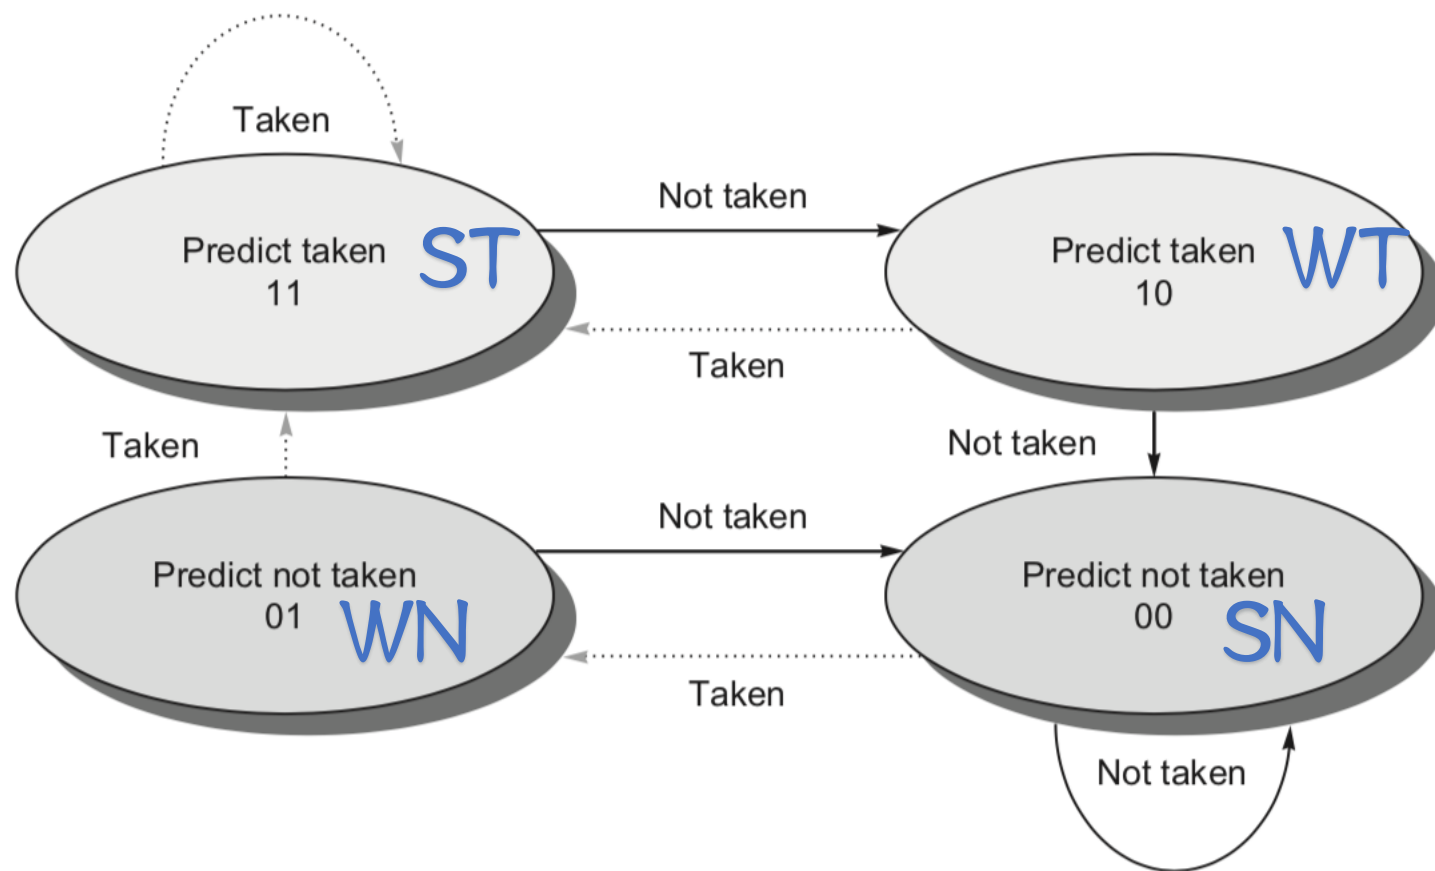 Taken
Not taken
Predict taken
11
ST
Predict taken
10
WT
Taken
Taken
Not taken
Not taken
Predict not taken
01
WN
Predict not taken
00
SN
Taken
Not taken